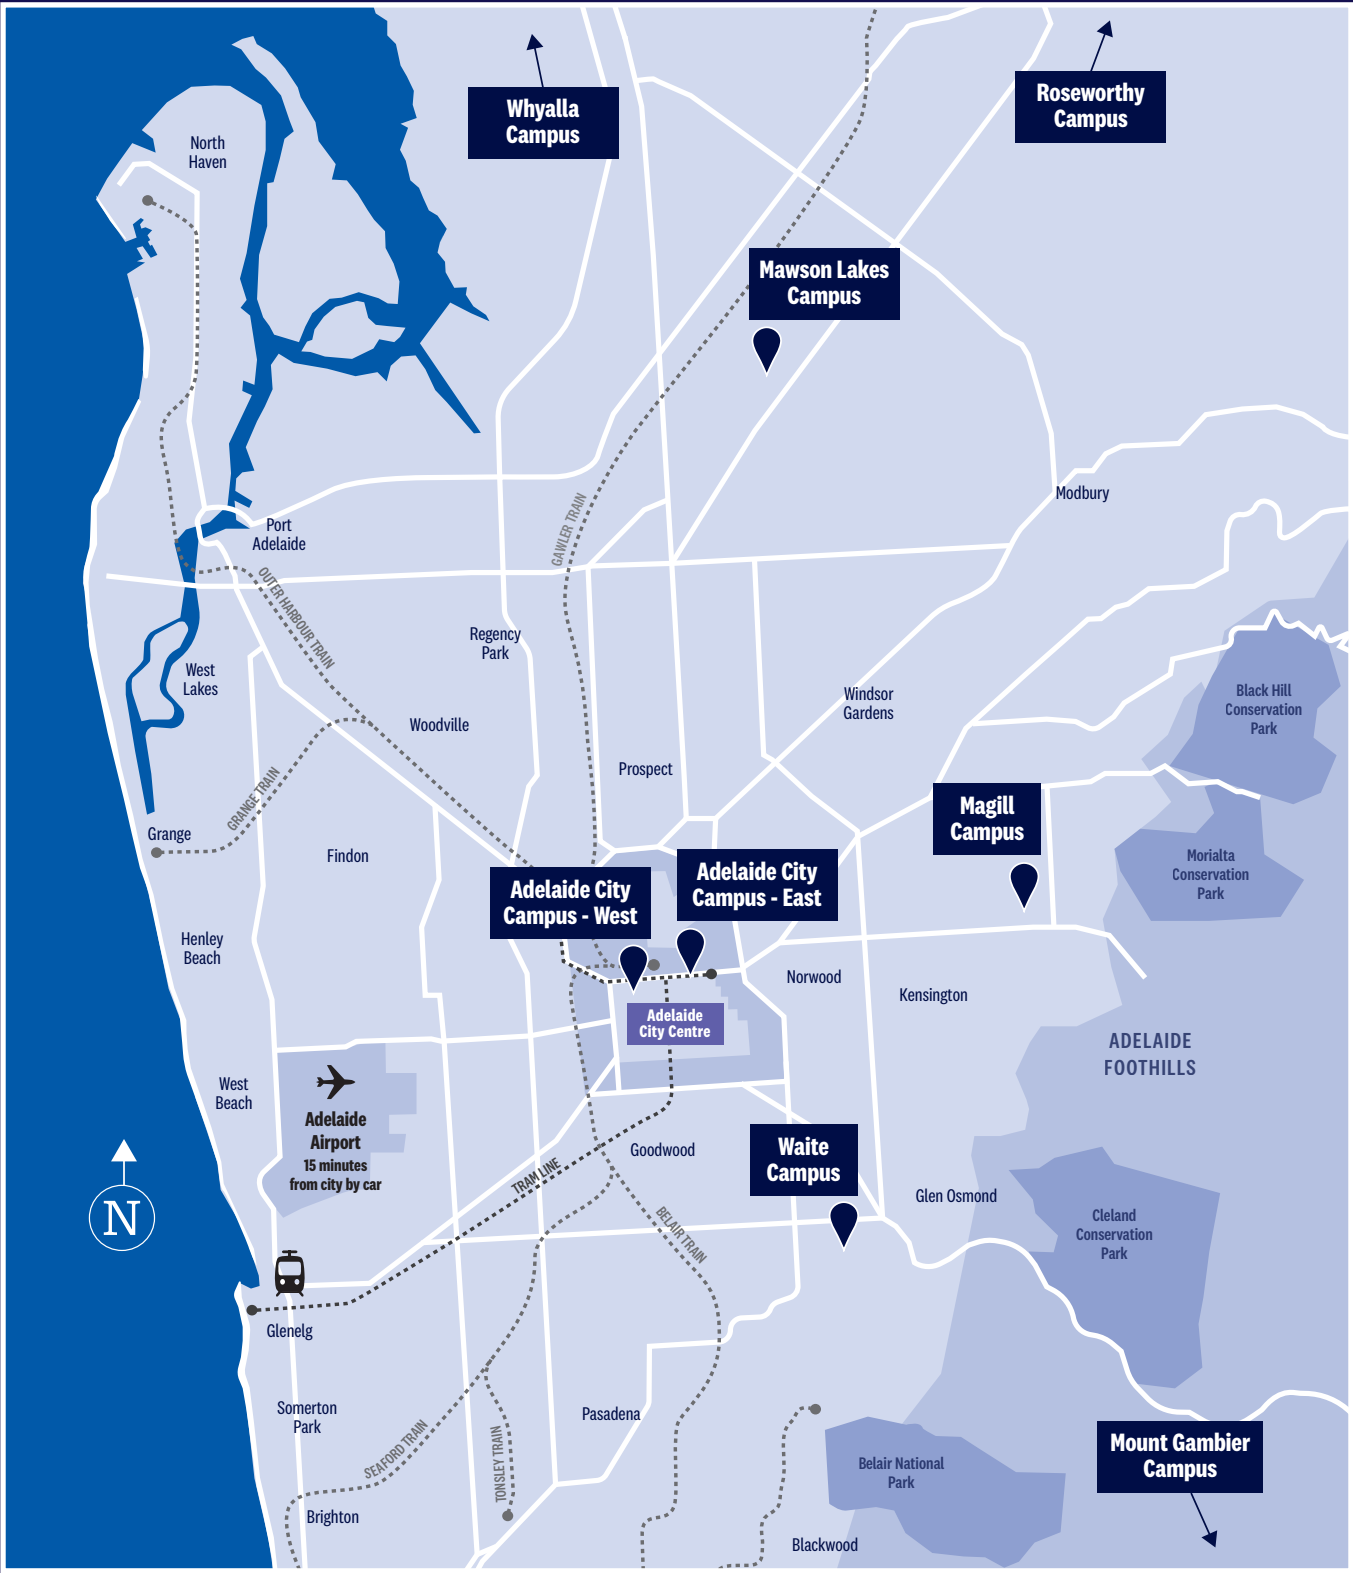 Whyalla
Campus
Roseworthy
Campus
North
Haven
Mawson Lakes
Campus
Modbury
GAWLER TRAIN
Port
Adelaide
OUTER HARBOUR TRAIN
Regency
Park
West
Lakes
Windsor
Gardens
Black Hill
Conservation
Park
Woodville
Prospect
GRANGE TRAIN
Grange
Magill
Campus
Findon
Morialta
Conservation
Park
Adelaide City
Campus - West
Adelaide City
Campus - East
Henley
Beach
Norwood
Kensington
Adelaide
City Centre
ADELAIDE
FOOTHILLS
West
Beach
Adelaide
Airport
15 minutes
from city by car
Goodwood
Waite
Campus
TRAM LINE
Glen Osmond
N
BELAIR TRAIN
Cleland
Conservation
Park
Glenelg
Somerton
Park
Pasadena
SEAFORD TRAIN
TONSLEY TRAIN
Belair National
Park
Mount Gambier
Campus
Brighton
Blackwood